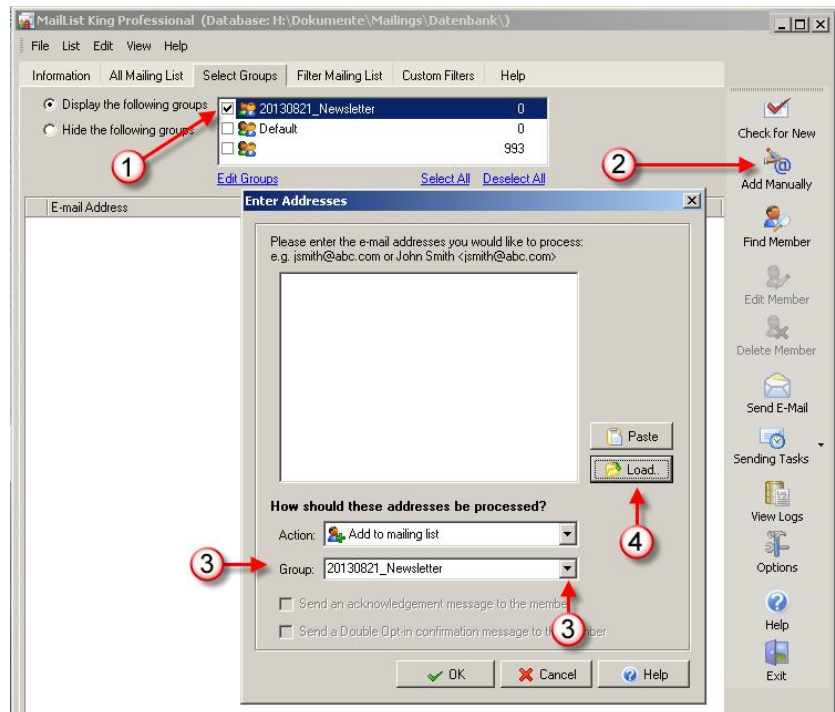 MailList King Professional (Database: H:\Dokumente\Mailings\Datenbank\)
File List Edit View Help
Information All Mailing List Select Groups Filter Mailing List Custom Filters Help
Display the following groups
Hide the following groups
20130821_Newsletter 0
Default 0
993
1
Edit Groups Select All Deselect All
E-mail Address
2
Check for New
Add Manually
Find Member
Edit Member
Delete Member
Send E-Mail
Sending Tasks
View Logs
Options
Help
Exit
Enter Addresses
Please enter the e-mail addresses you would like to process:
e.g. jsmith@abc.com or John Smith <jsmith@abc.com>
Paste
Load..
4
How should these addresses be processed?
Action: Add to mailing list
3
Group: 20130821_Newsletter
3
Send an acknowledgement message to the member
Send a Double Opt-in confirmation message to the member
OK Cancel Help